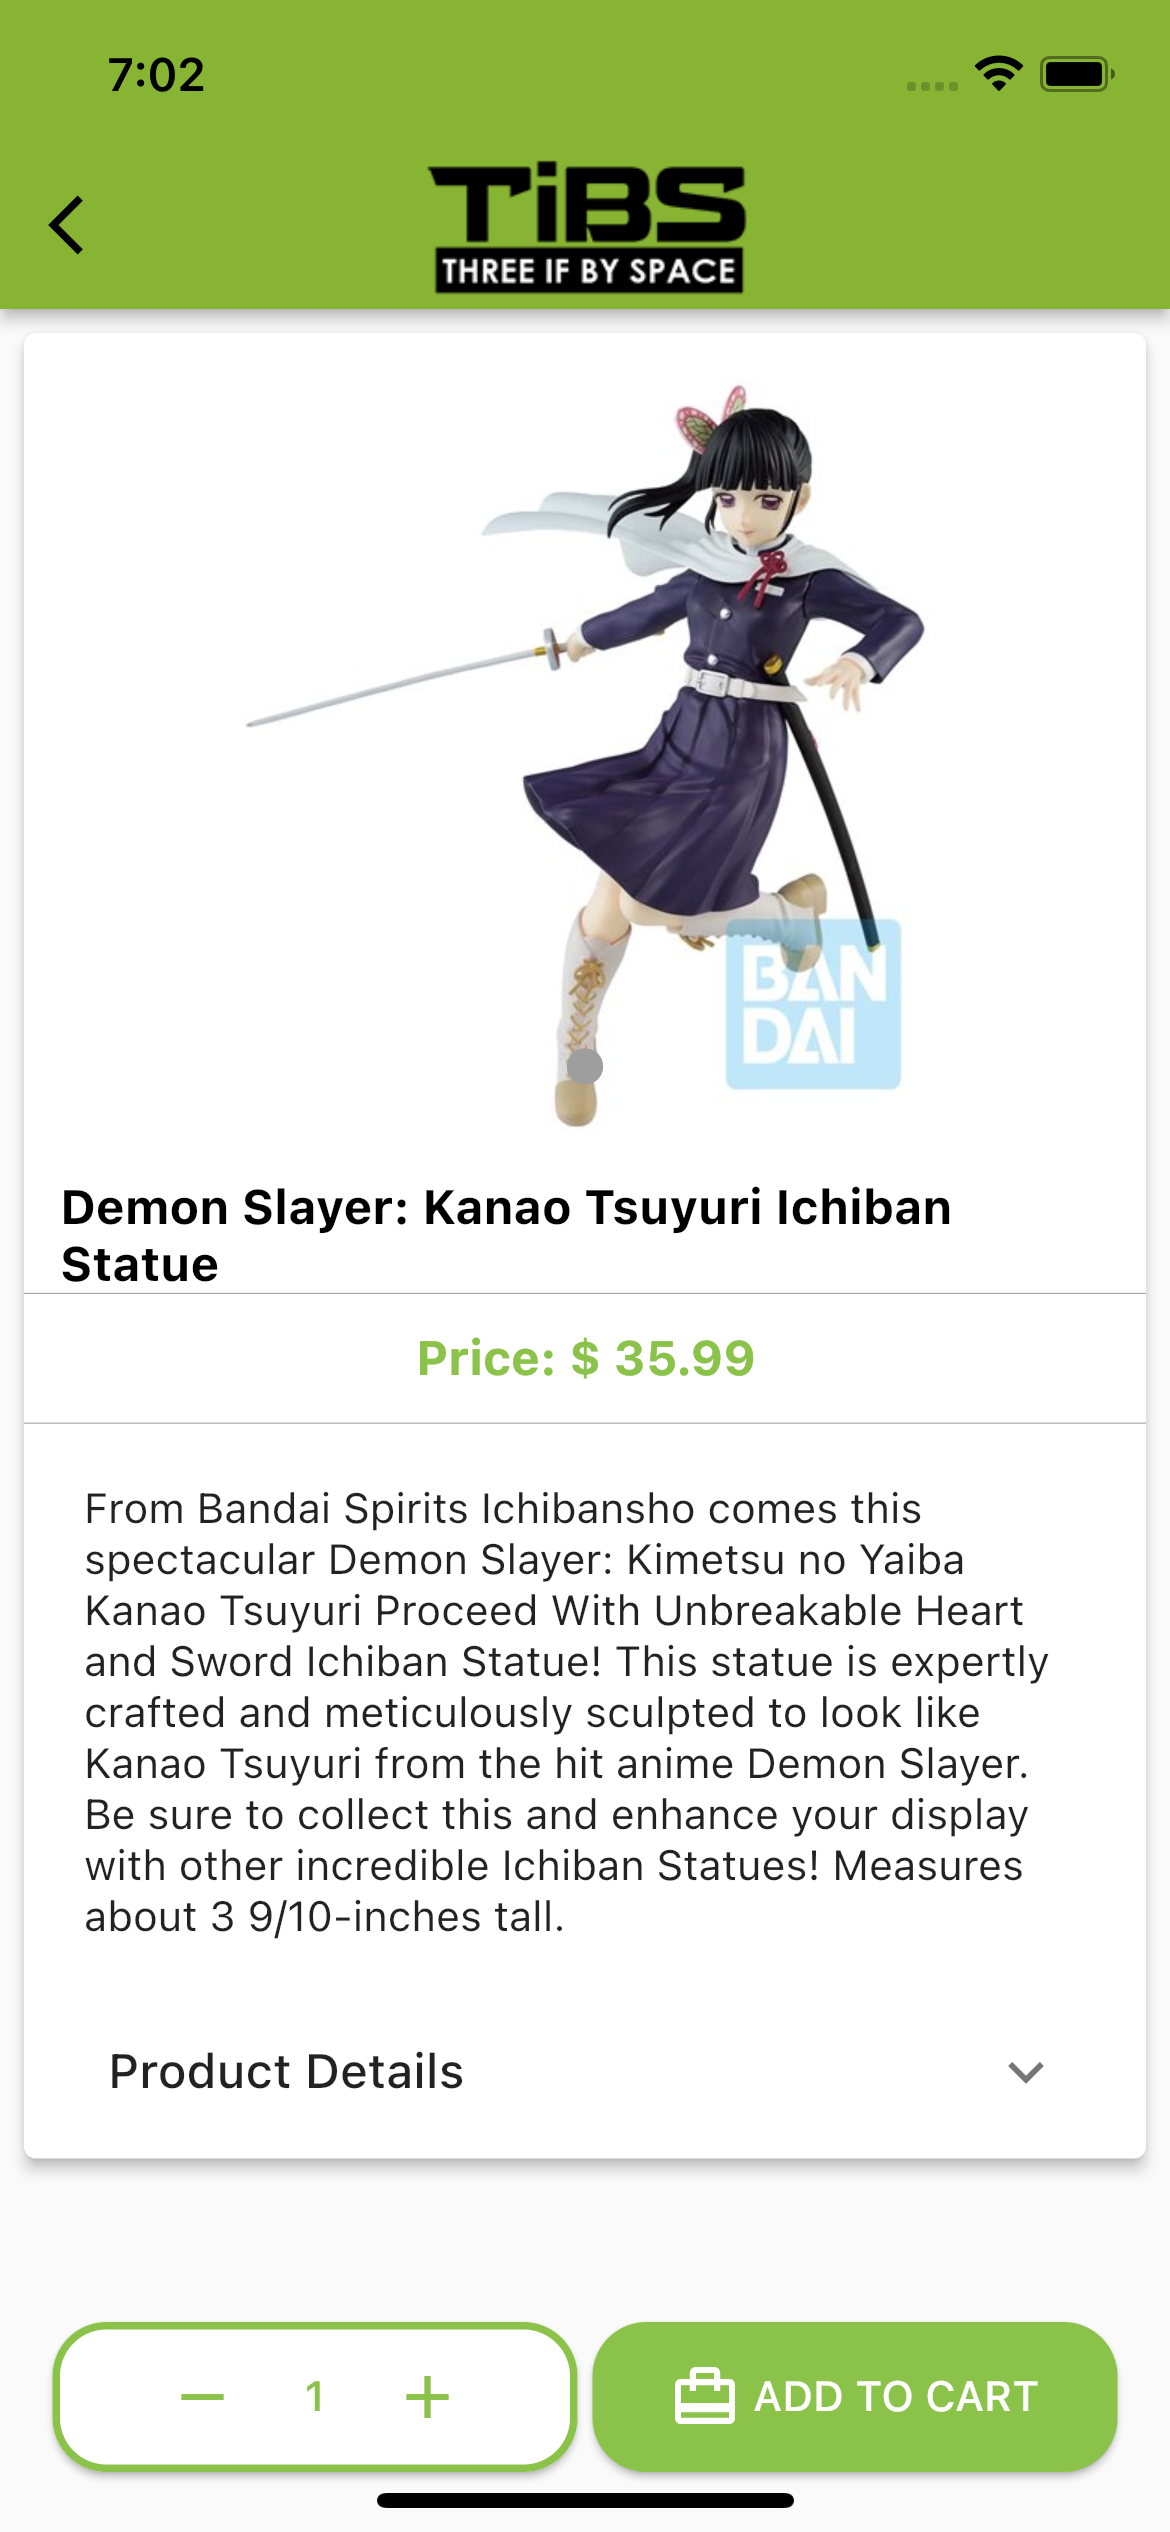 7:02
TiBS
THREE IF BY SPACE
BAN
DAI
Demon Slayer: Kanao Tsuyuri Ichiban
Statue
Price: $ 35.99
From Bandai Spirits Ichibansho comes this
spectacular Demon Slayer: Kimetsu no Yaiba
Kanao Tsuyuri Proceed With Unbreakable Heart
and Sword Ichiban Statue! This statue is expertly
crafted and meticulously sculpted to look like
Kanao Tsuyuri from the hit anime Demon Slayer.
Be sure to collect this and enhance your display
with other incredible Ichiban Statues! Measures
about 3 9/10-inches tall.
Product Details
— 1 + ADD TO CART